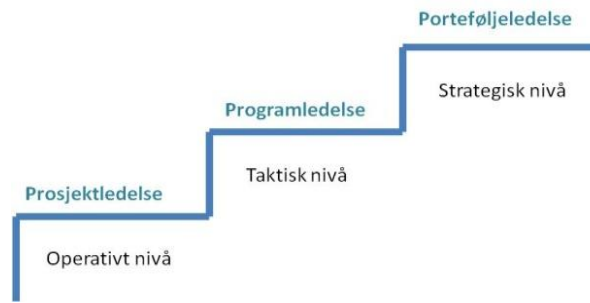 Porteføljeledelse
Strategisk nivå
Programledelse
Taktisk nivå
Prosjektledelse
Operativt nivå